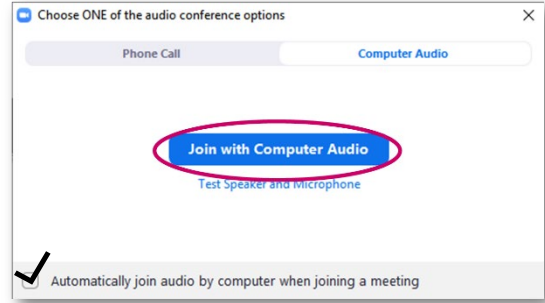 Choose ONE of the audio conference options
Phone Call
Computer Audio
Join with Computer Audio
Test Speaker and Microphone
Automatically join audio by computer when joining a meeting